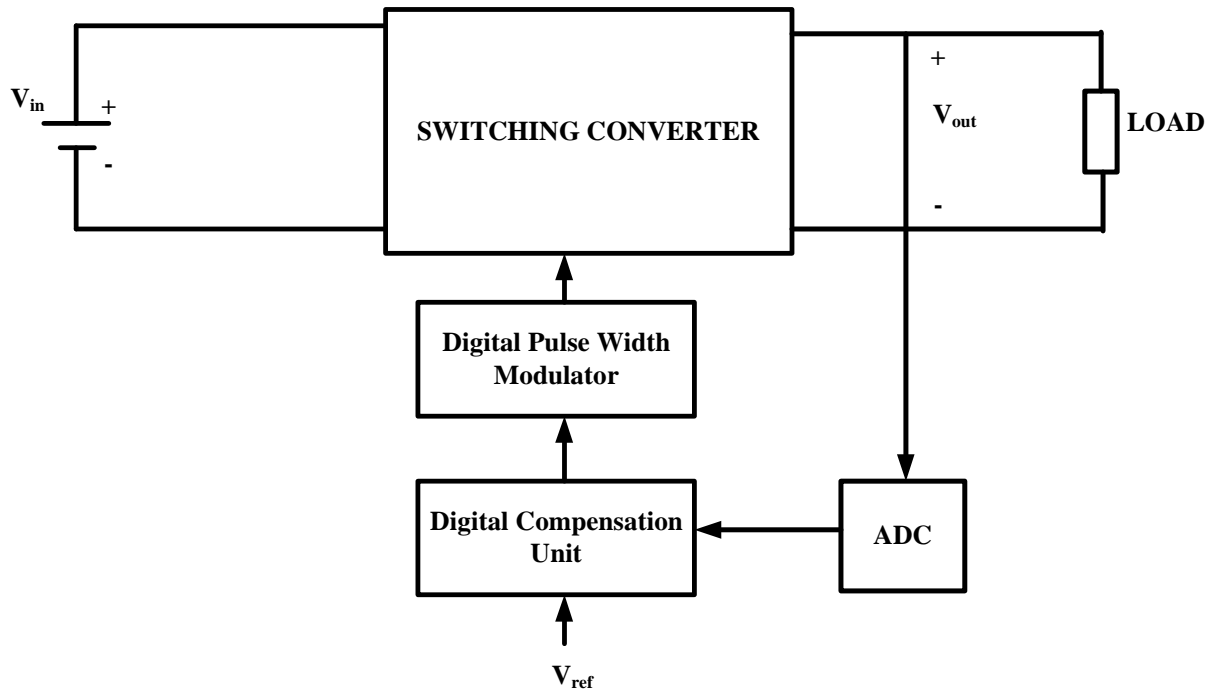 V_in
+
-
SWITCHING CONVERTER
+
V_out
-
LOAD
Digital Pulse Width
Modulator
Digital Compensation
Unit
ADC
V_ref